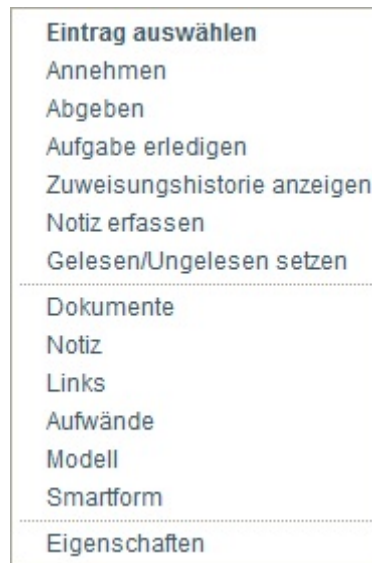 Eintrag auswählen
Annehmen
Abgeben
Aufgabe erledigen
Zuweisungshistorie anzeigen
Notiz erfassen
Gelesen/Ungelesen setzen
Dokumente
Notiz
Links
Aufwände
Modell
Smartform
Eigenschaften